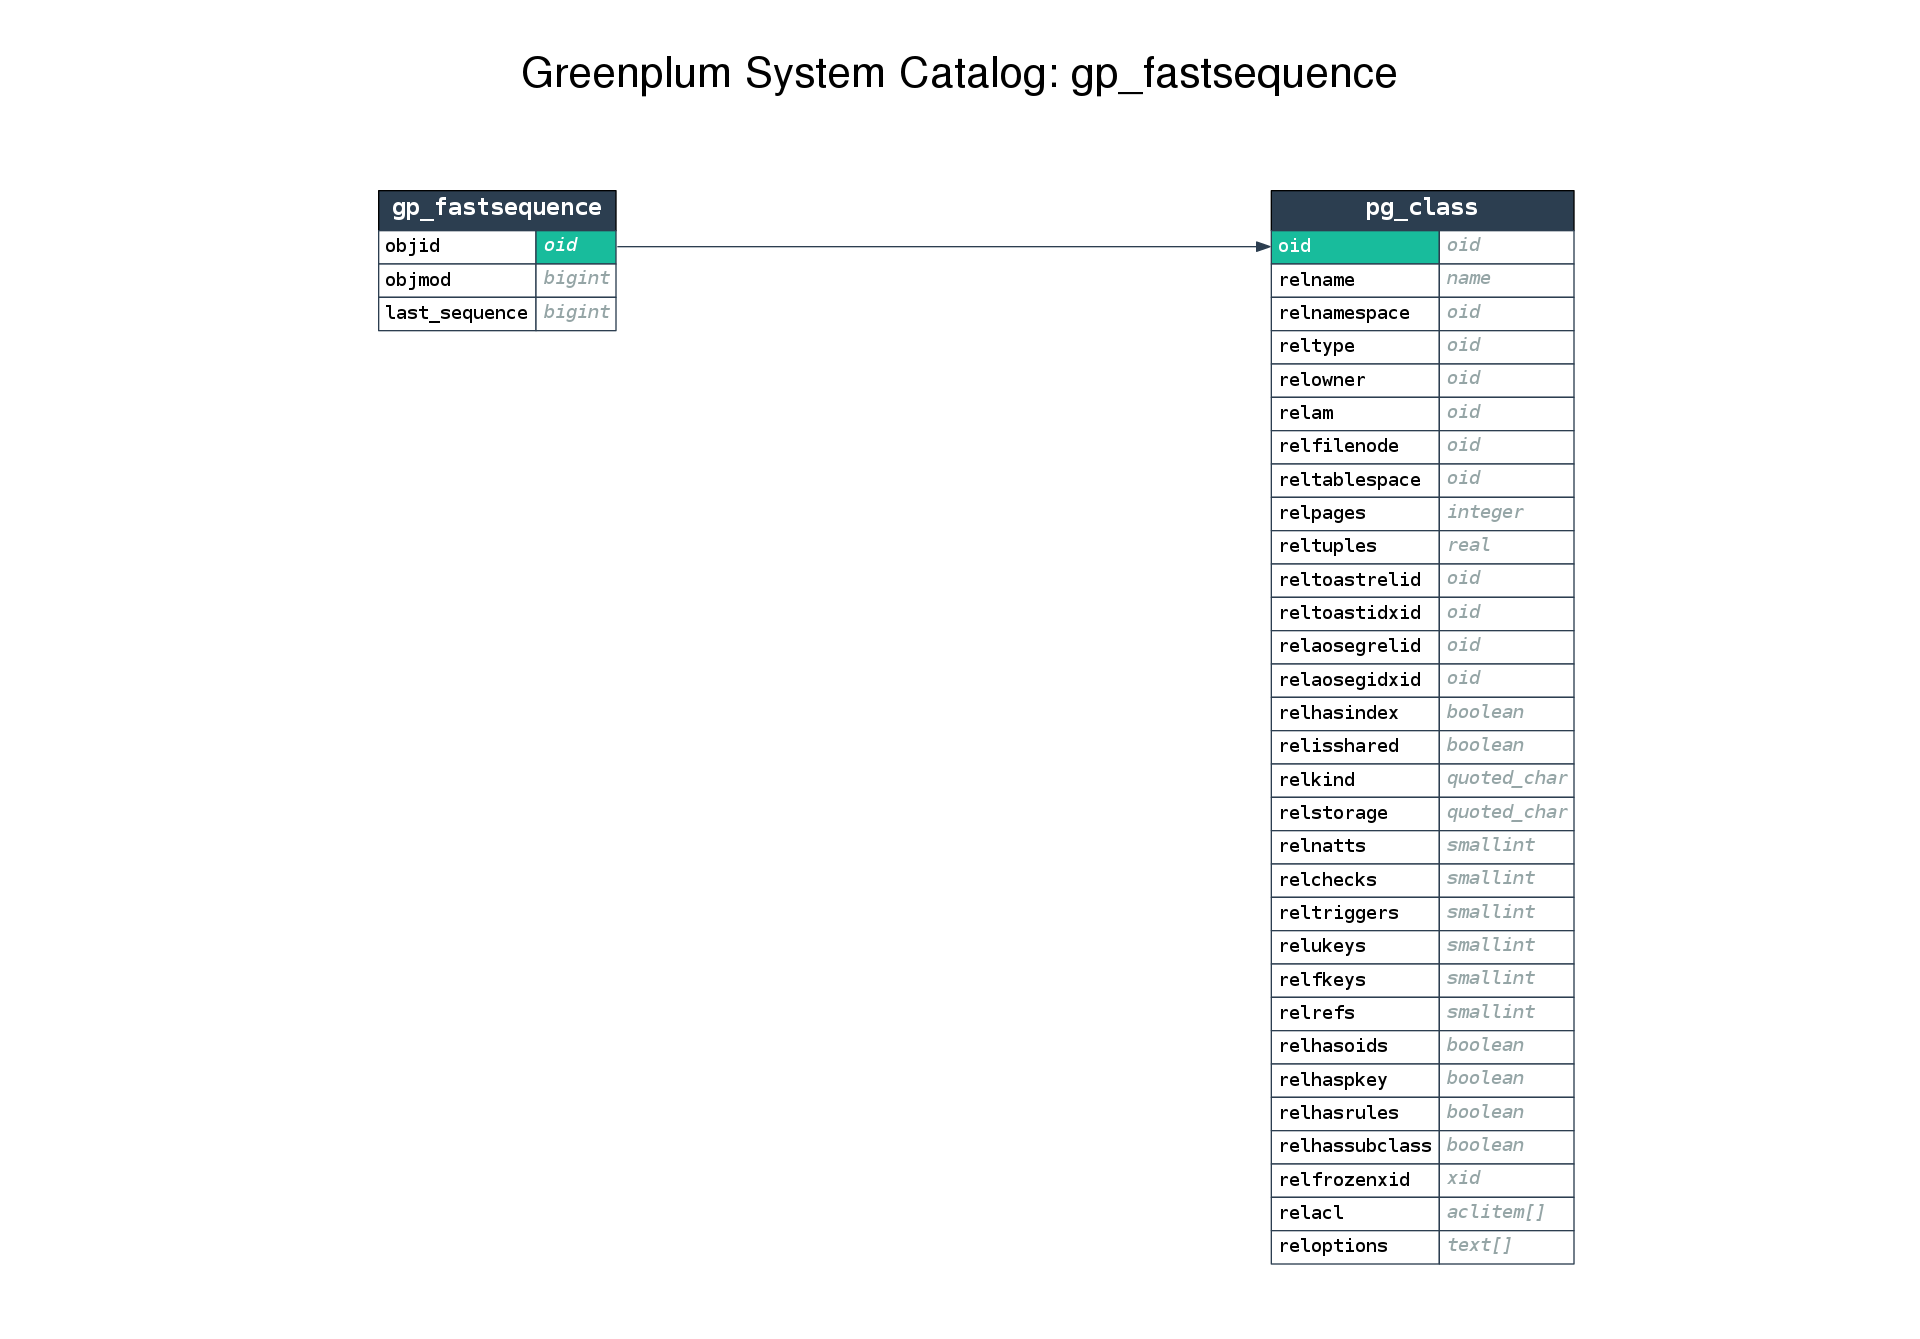 Greenplum System Catalog: gp_fastsequence
gp_fastsequence
objid oid
objmod bigint
last_sequence bigint
pg_class
oid oid
relname name
relnamespace oid
reltype oid
relowner oid
relam oid
relfilenode oid
reltablespace oid
relpages integer
reltuples real
reltoastrelid oid
reltoastidxid oid
relaosegrelid oid
relaosegidxid oid
relhasindex boolean
relisshared boolean
relkind quoted_char
relstorage quoted_char
relnatts smallint
relchecks smallint
reltriggers smallint
relukeys smallint
relfkeys smallint
relrefs smallint
relhasoids boolean
relhaspkey boolean
relhasrules boolean
relhassubclass boolean
relfrozenxid xid
relacl aclitem[]
reloptions text[]